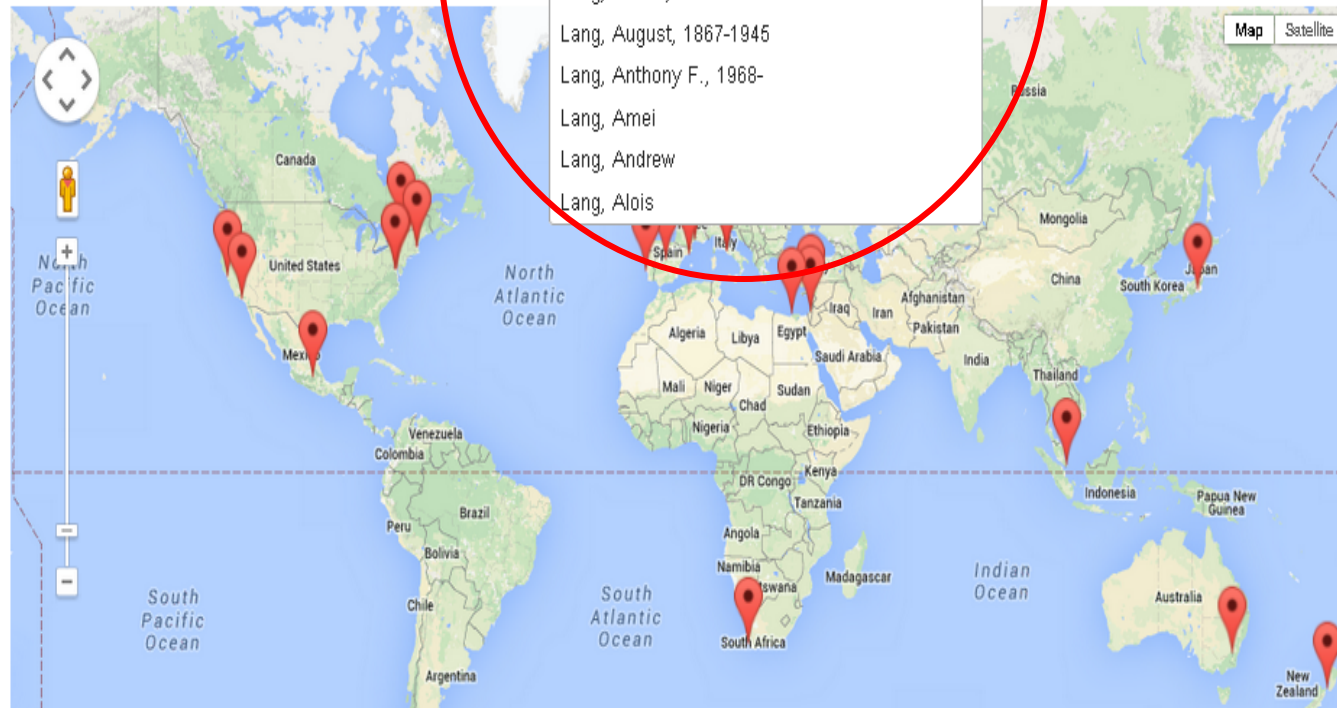 Lang, August, 1867-1945
Lang, Anthony F., 1968-
Lang, Amei
Lang, Andrew
Lang, Alois
Map
Satellite
Russia
Canada
Mongolia
United States
North
Pacific
Ocean
North
Atlantic
Ocean
Spain
Italy
Japan
China
South Korea
Afghanistan
Iraq
Iran
Pakistan
Algeria
Libya
Egypt
Saudi Arabia
India
Mexico
Mali
Niger
Chad
Sudan
Thailand
Nigeria
Ethiopia
Venezuela
Colombia
DR Congo
Kenya
Indonesia
Papua New
Guinea
Tanzania
Brazil
Peru
Angola
Bolivia
Namibia
Botswana
Madagascar
Indian
Ocean
Australia
South
Pacific
Ocean
Chile
South
Atlantic
Ocean
South Africa
Argentina
New
Zealand